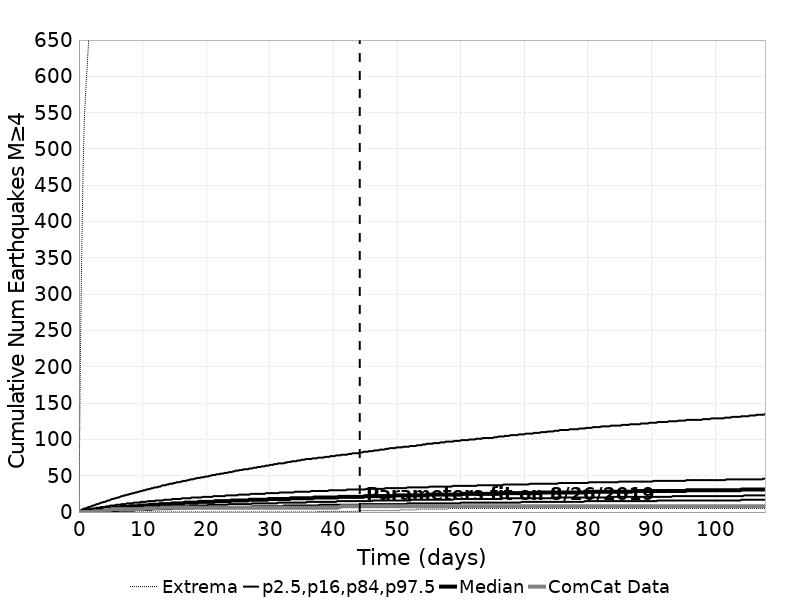 Cumulative Num Earthquakes M≥4
650
600
550
500
450
400
350
300
250
200
150
100
50
0
Parameters fit on 8/26/2019
0 10 20 30 40 50 60 70 80 90 100
Time (days)
Extrema p2.5,p16,p84,p97.5 Median ComCat Data